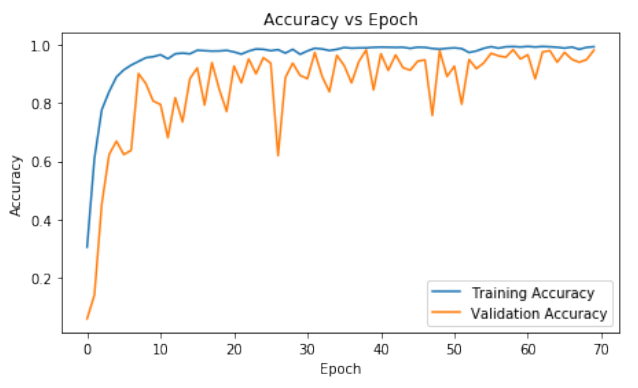 Accuracy vs Epoch
1.0
0.8
0.6
0.4
0.2
Accuracy
0 10 20 30 40 50 60 70
Epoch
Training Accuracy
Validation Accuracy